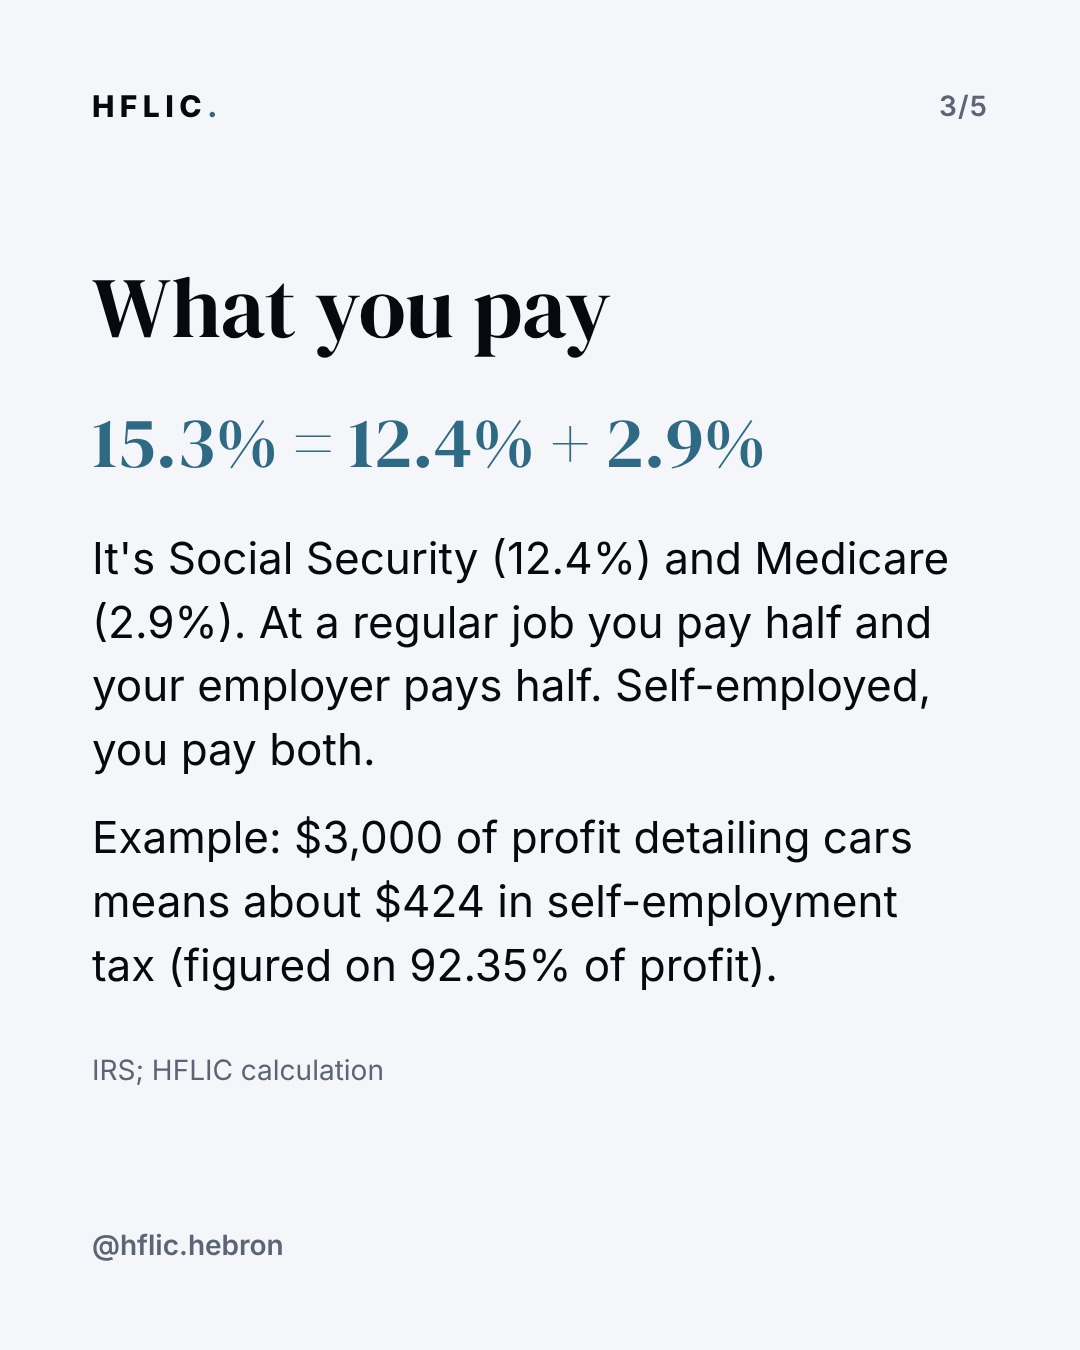 HFLIC.
3/5
What you pay
15.3% = 12.4% + 2.9%
It's Social Security (12.4%) and Medicare
(2.9%). At a regular job you pay half and
your employer pays half. Self-employed,
you pay both.
Example: $3,000 of profit detailing cars
means about $424 in self-employment
tax (figured on 92.35% of profit).
IRS; HFLIC calculation
@hflic.hebron